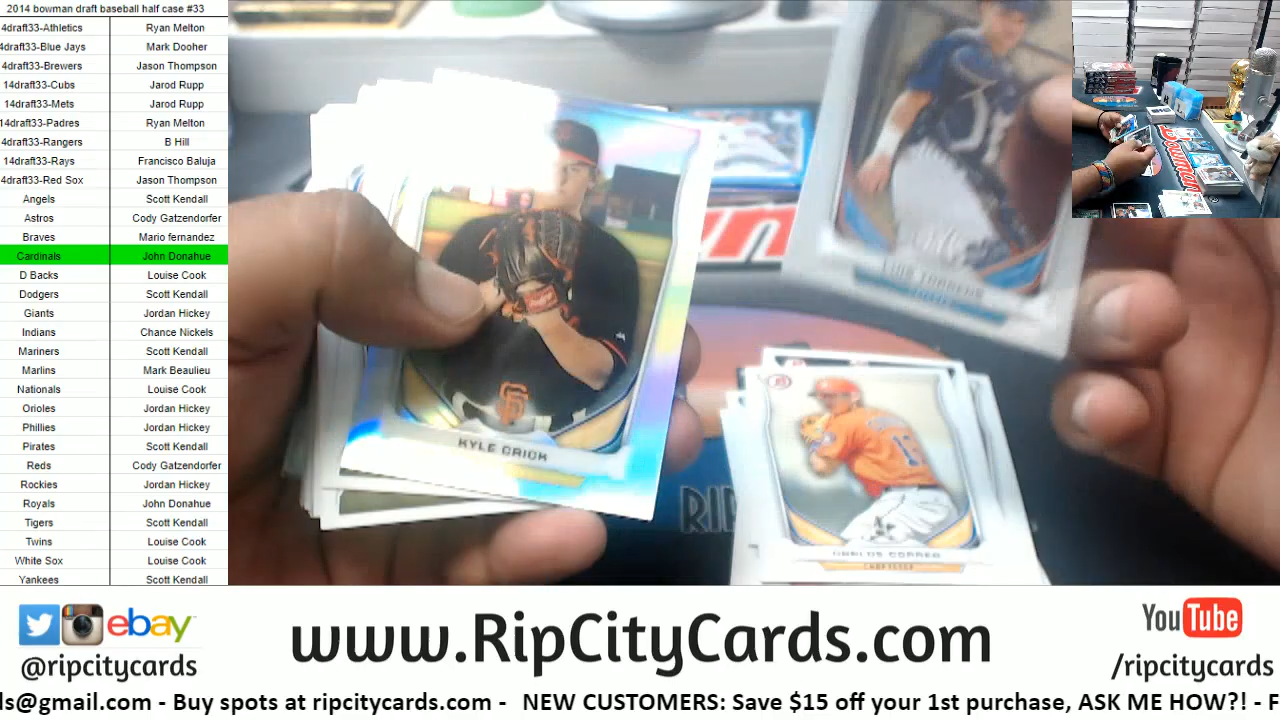 2014 bowman draft baseball half case #33
4draft33-Athletics Ryan Melton
4draft33-Blue Jays Mark Dooher
4draft33-Brewers Jason Thompson
14draft33-Cubs Jarod Rupp
14draft33-Mets Jarod Rupp
14draft33-Padres Ryan Melton
4draft33-Rangers B Hill
14draft33-Rays Francisco Baluja
4draft33-Red Sox Jason Thompson
Angels Scott Kendall
Astros Cody Gatzendorfer
Braves Mario fernandez
Cardinals John Donahue
D Backs Louise Cook
Dodgers Scott Kendall
Giants Jordan Hickey
Indians Chance Nickels
Mariners Scott Kendall
Marlins Mark Beaulieu
Nationals Louise Cook
Orioles Jordan Hickey
Phillies Jordan Hickey
Pirates Scott Kendall
Reds Cody Gatzendorfer
Rockies Jordan Hickey
Royals John Donahue
Tigers Scott Kendall
Twins Louise Cook
White Sox Louise Cook
Yankees Scott Kendall
LUIS TORRENS
KYLE CRICK
CARLOS CORREA
RIP
Bowman
ebay
@ripcitycards
www.RipCityCards.com
YouTube
/ripcitycards
ls@gmail.com - Buy spots at ripcitycards.com - NEW CUSTOMERS: Save $15 off your 1st purchase, ASK ME HOW?! - F